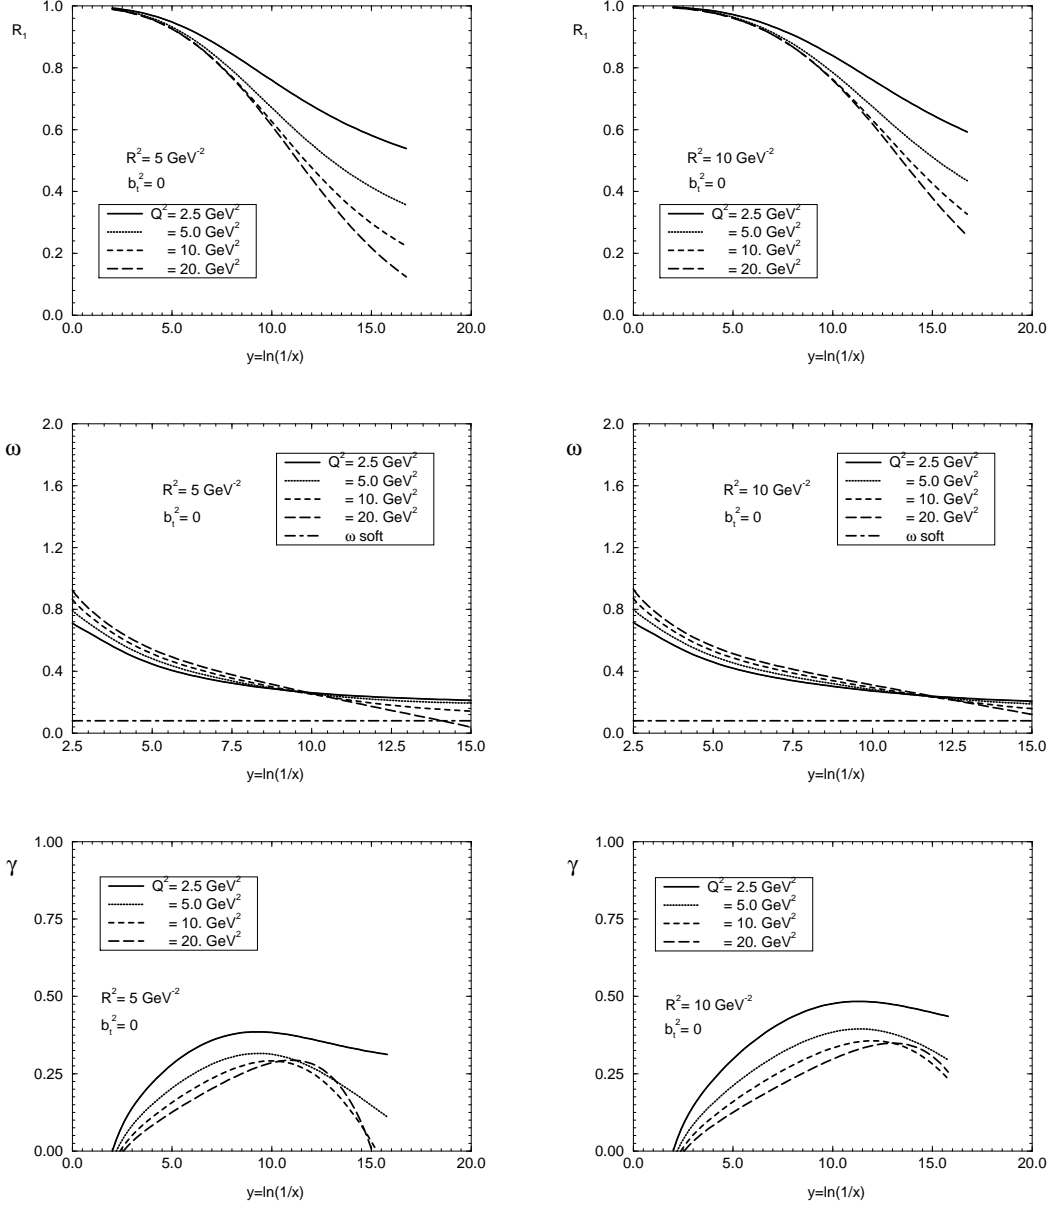 1.0
0.8
0.6
0.4
0.2
0.0
R₁
R²= 5 GeV⁻²
bₜ²= 0
Q²= 2.5 GeV²
= 5.0 GeV²
= 10. GeV²
= 20. GeV²
0.0 5.0 10.0 15.0 20.0
y=ln(1/x)
1.0
0.8
0.6
0.4
0.2
0.0
R₁
R²= 10 GeV⁻²
bₜ²= 0
Q²= 2.5 GeV²
= 5.0 GeV²
= 10. GeV²
= 20. GeV²
0.0 5.0 10.0 15.0 20.0
y=ln(1/x)
2.0
1.6
1.2
0.8
0.4
0.0
ω
R²= 5 GeV⁻²
bₜ²= 0
Q²= 2.5 GeV²
= 5.0 GeV²
= 10. GeV²
= 20. GeV²
ω soft
2.5 5.0 7.5 10.0 12.5 15.0
y=ln(1/x)
2.0
1.6
1.2
0.8
0.4
0.0
ω
R²= 10 GeV⁻²
bₜ²= 0
Q²= 2.5 GeV²
= 5.0 GeV²
= 10. GeV²
= 20. GeV²
ω soft
2.5 5.0 7.5 10.0 12.5 15.0
y=ln(1/x)
1.00
0.75
0.50
0.25
0.00
γ
Q²= 2.5 GeV²
= 5.0 GeV²
= 10. GeV²
= 20. GeV²
R²= 5 GeV⁻²
bₜ²= 0
0.0 5.0 10.0 15.0 20.0
y=ln(1/x)
1.00
0.75
0.50
0.25
0.00
γ
Q²= 2.5 GeV²
= 5.0 GeV²
= 10. GeV²
= 20. GeV²
R²= 10 GeV⁻²
bₜ²= 0
0.0 5.0 10.0 15.0 20.0
y=ln(1/x)